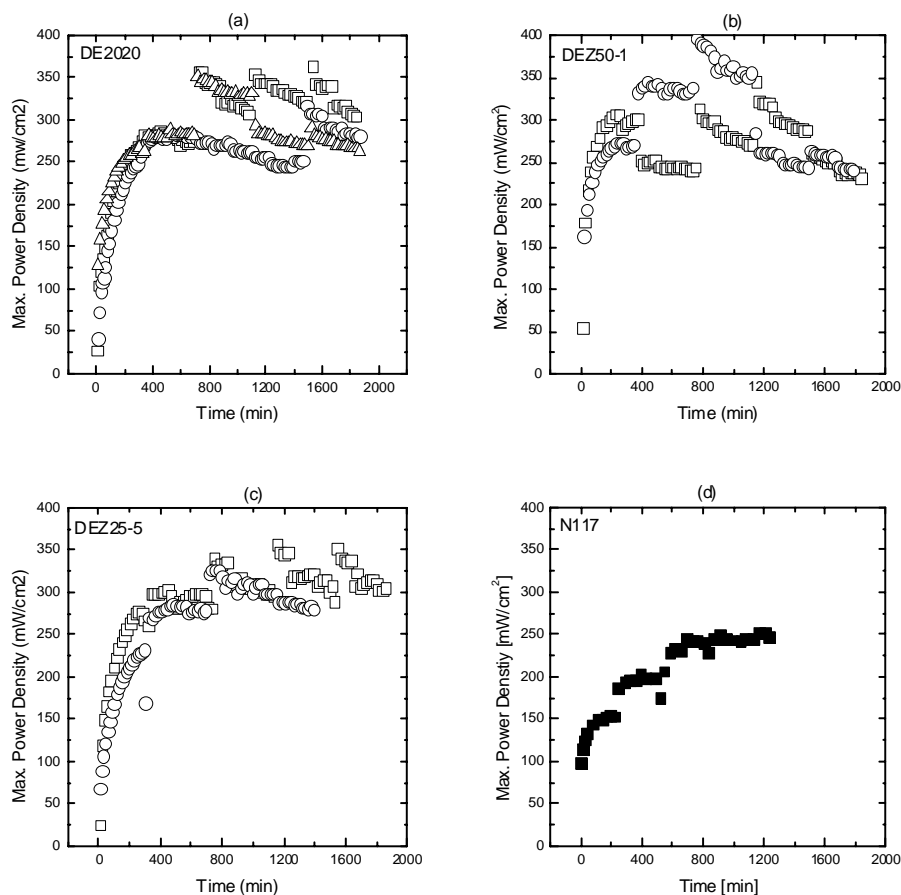 (a)
DE2020
Max. Power Density (mw/cm2)
400
350
300
250
200
150
100
50
0
0 400 800 1200 1600 2000
Time (min)
(b)
DEZ50-1
Max. Power Density (mW/cm²)
400
350
300
250
200
150
100
50
0
0 400 800 1200 1600 2000
Time (min)
(c)
DEZ25-5
Max. Power Density (mW/cm2)
400
350
300
250
200
150
100
50
0
0 400 800 1200 1600 2000
Time (min)
(d)
N117
Max. Power Denstiy [mW/cm²]
400
350
300
250
200
150
100
50
0
0 400 800 1200 1600 2000
Time [min]